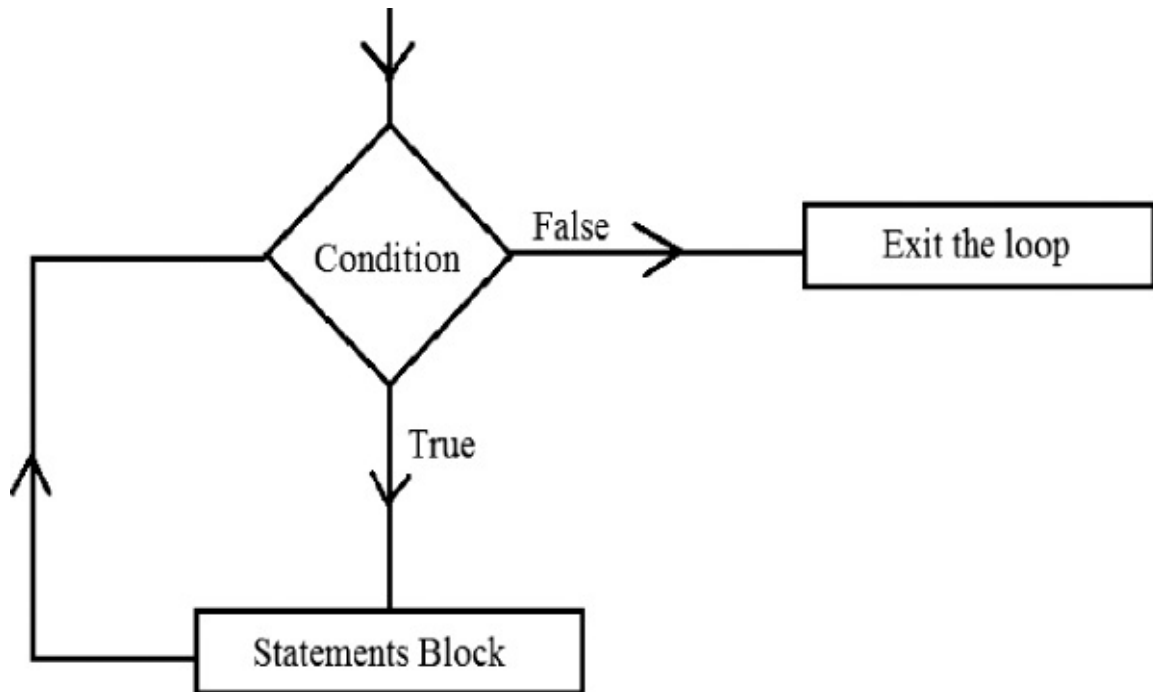 Condition
False
Exit the loop
True
Statements Block